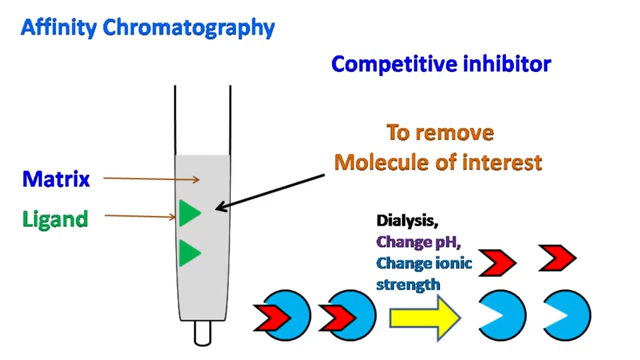 Affinity Chromatography
Competitive inhibitor
To remove
Molecule of interest
Matrix
Ligand
Dialysis,
Change pH,
Change ionic
strength